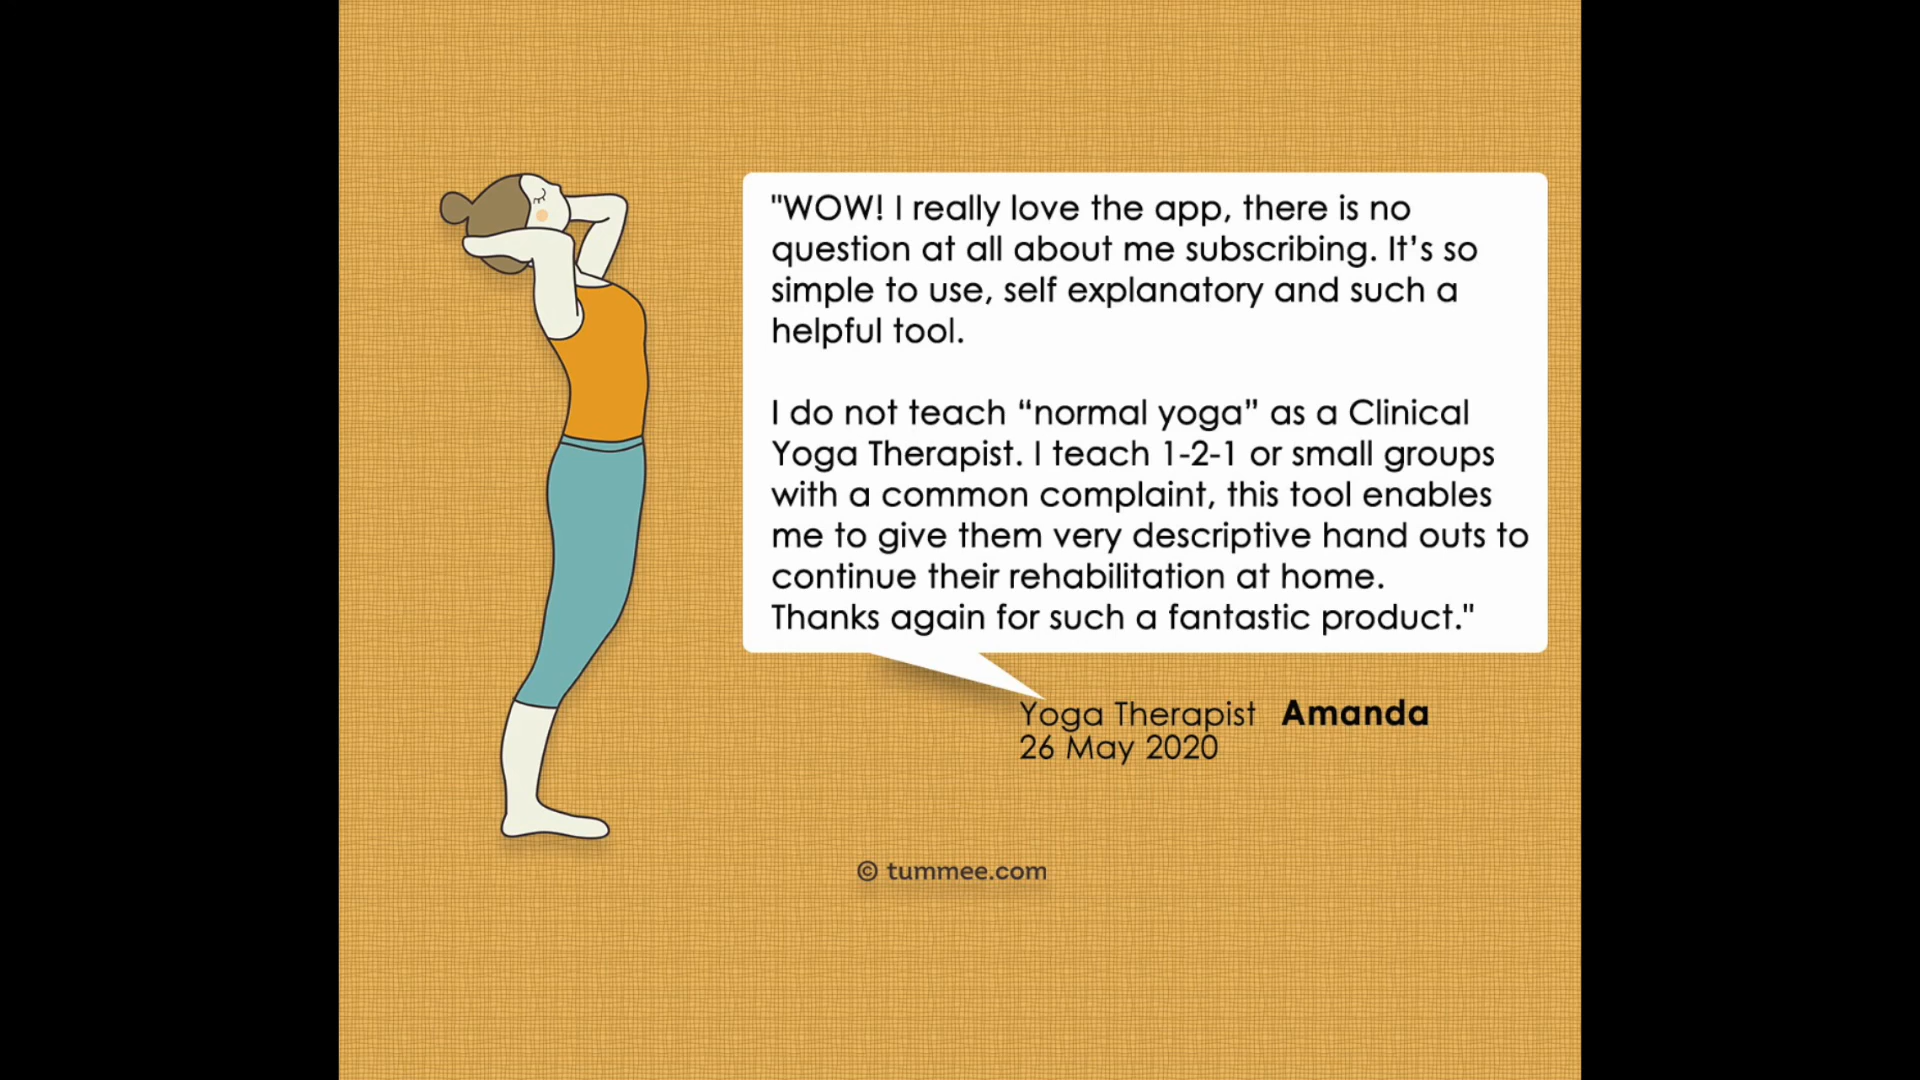 "WOW! I really love the app, there is no
question at all about me subscribing. It’s so
simple to use, self explanatory and such a
helpful tool.
I do not teach “normal yoga” as a Clinical
Yoga Therapist. I teach 1-2-1 or small groups
with a common complaint, this tool enables
me to give them very descriptive hand outs to
continue their rehabilitation at home.
Thanks again for such a fantastic product."
Yoga Therapist Amanda
26 May 2020
© tummee.com